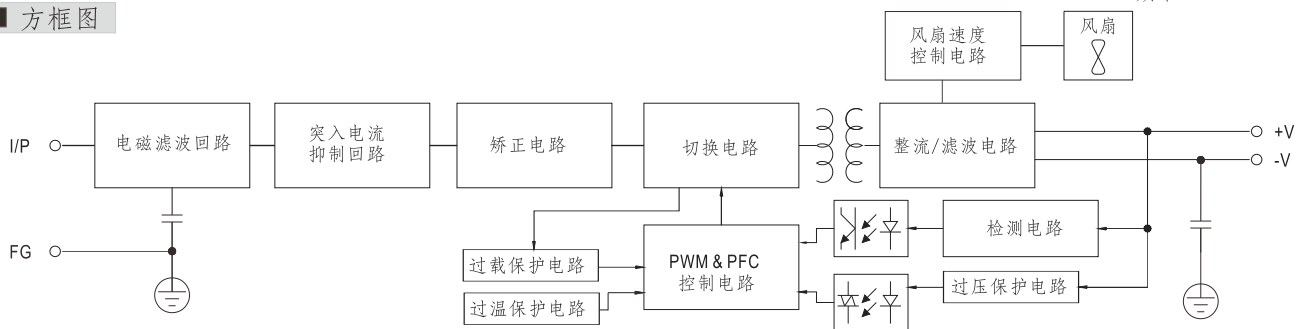 方框图
风扇速度
控制电路
风扇
I/P
电磁滤波回路
突入电流
抑制回路
矫正电路
切换电路
整流/滤波电路
+V
-V
FG
过载保护电路
过温保护电路
PWM & PFC
控制电路
检测电路
过压保护电路